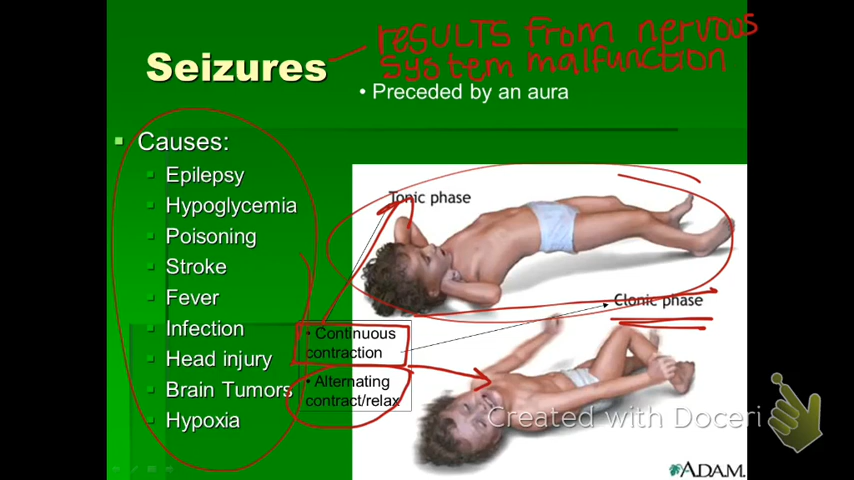 results from nervous
Seizures
system malfunction
• Preceded by an aura
Causes:
Epilepsy
Hypoglycemia
Poisoning
Stroke
Fever
Infection
Head injury
Brain Tumors
Hypoxia
Tonic phase
Clonic phase
• Continuous
contraction
• Alternating
contract/relax
Created with Doceri
A.D.A.M.